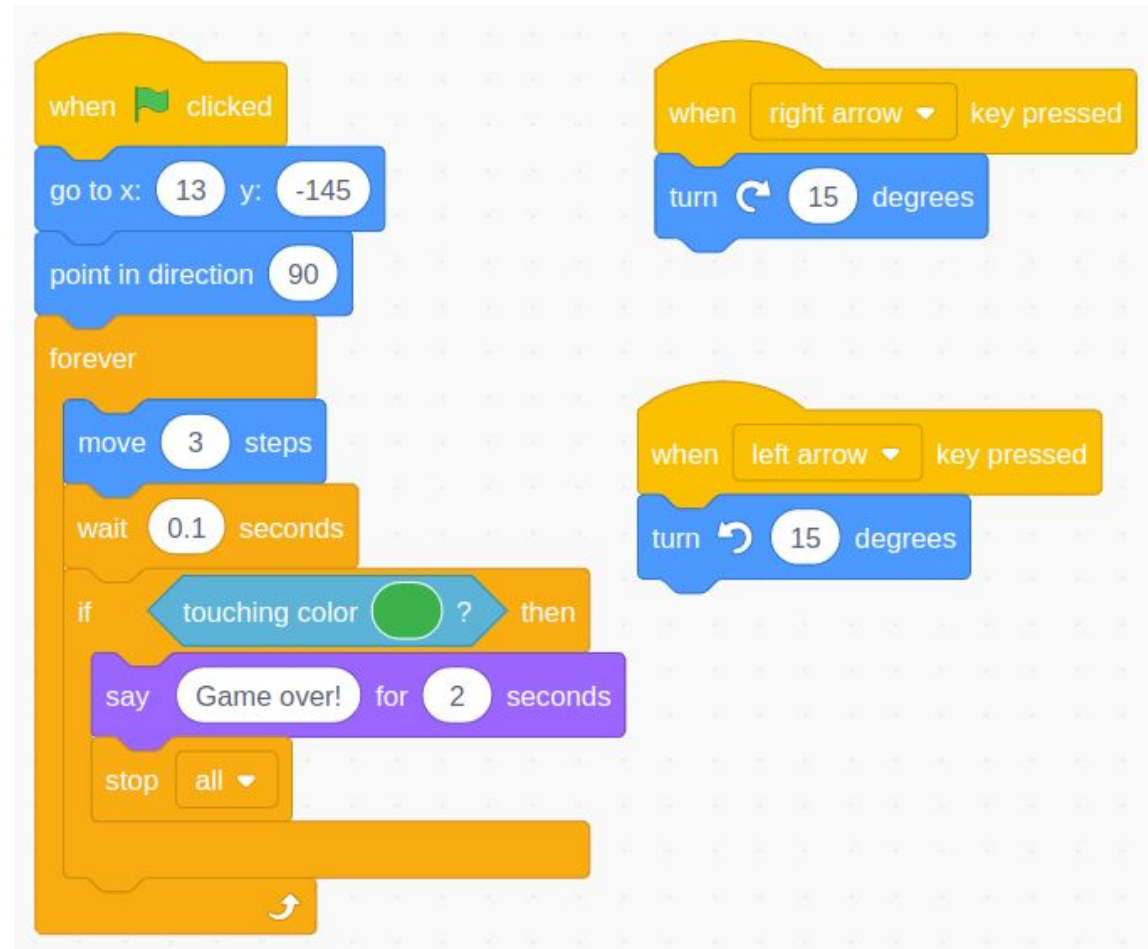 when clicked
go to x: 13 y: -145
point in direction 90
forever
move 3 steps
wait 0.1 seconds
if touching color ? then
say Game over! for 2 seconds
stop all
when right arrow key pressed
turn 15 degrees
when left arrow key pressed
turn 15 degrees